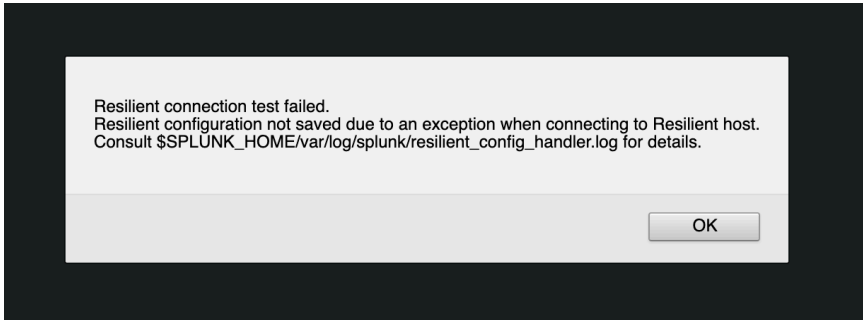 Resilient connection test failed.
Resilient configuration not saved due to an exception when connecting to Resilient host.
Consult $SPLUNK_HOME/var/log/splunk/resilient_config_handler.log for details.
OK